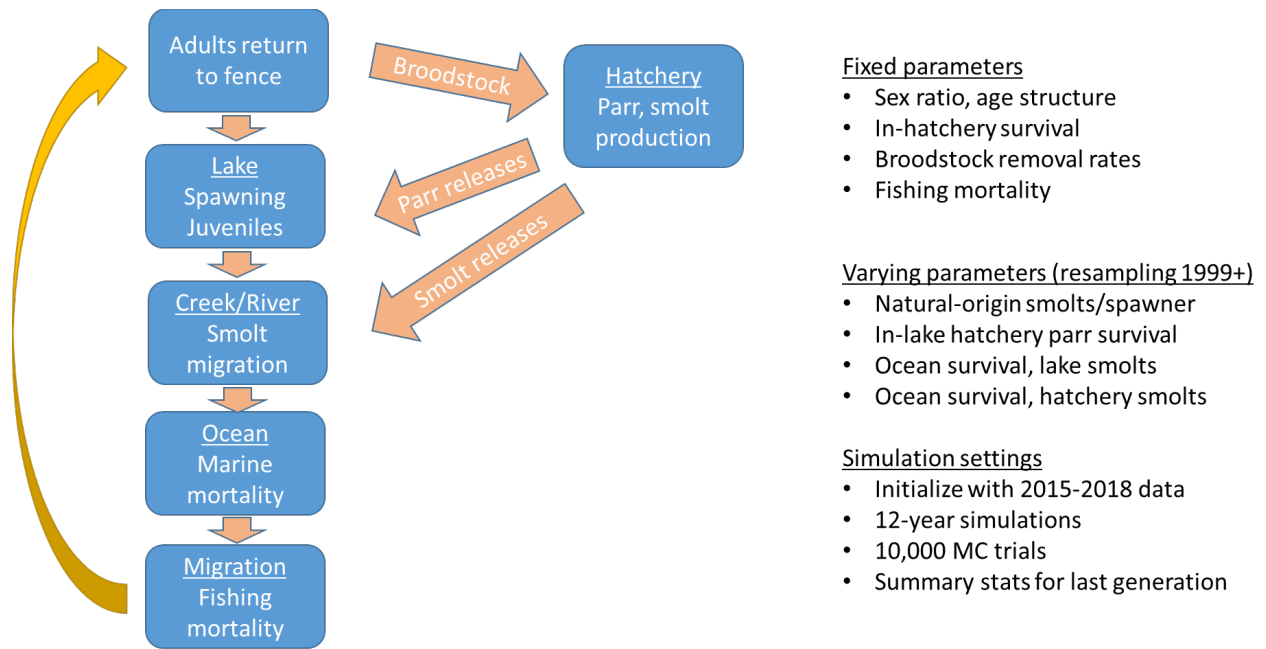 Adults return
to fence
Broodstock
Hatchery
Parr, smolt
production
Parr releases
Smolt releases
Lake
Spawning
Juveniles
Creek/River
Smolt
migration
Ocean
Marine
mortality
Migration
Fishing
mortality
Fixed parameters
• Sex ratio, age structure
• In-hatchery survival
• Broodstock removal rates
• Fishing mortality
Varying parameters (resampling 1999+)
• Natural-origin smolts/spawner
• In-lake hatchery parr survival
• Ocean survival, lake smolts
• Ocean survival, hatchery smolts
Simulation settings
• Initialize with 2015-2018 data
• 12-year simulations
• 10,000 MC trials
• Summary stats for last generation